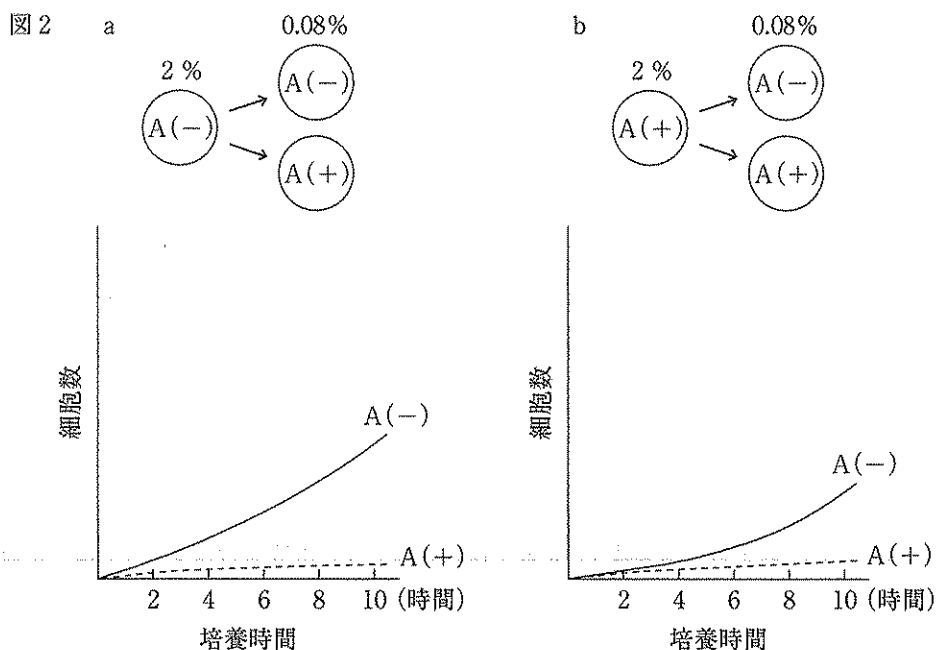 図2 a b
0.08% 0.08%
2% 2%
A(−) A(−)
A(−) A(+)
A(+) A(+)
細胞数 細胞数
A(−) A(−)
A(+) A(+)
2 4 6 8 10 (時間) 2 4 6 8 10 (時間)
培養時間 培養時間